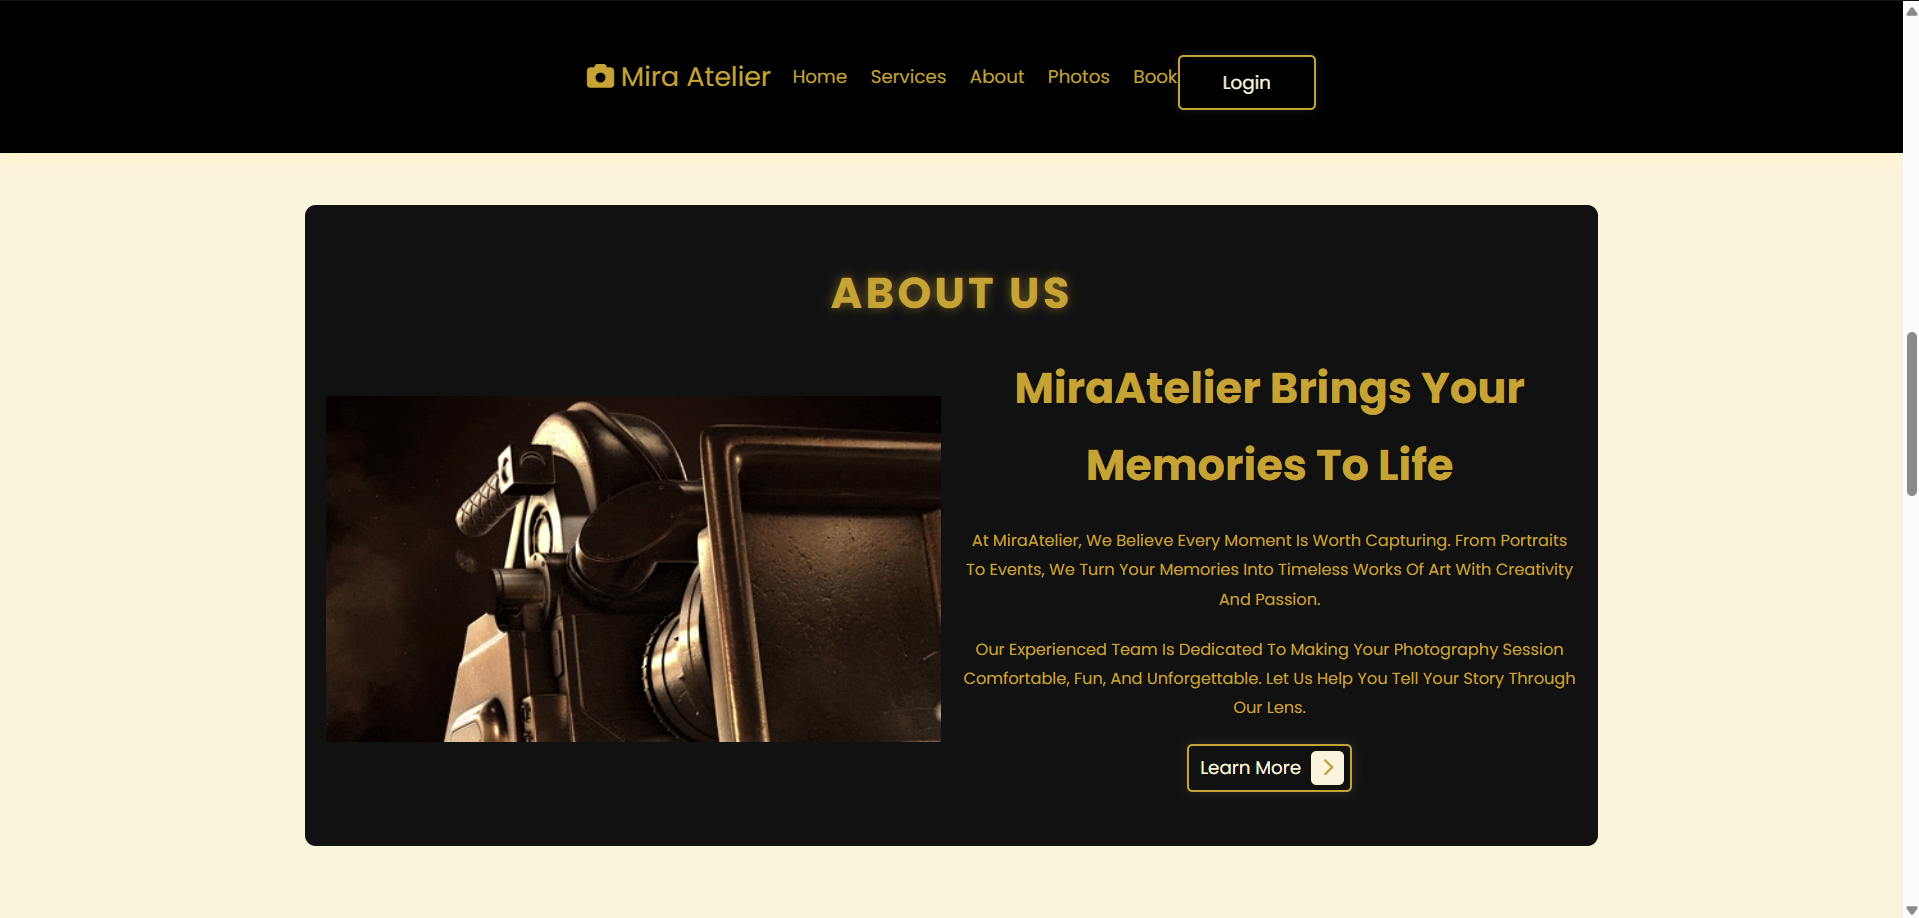 Mira Atelier Home Services About Photos Book Login
ABOUT US
MiraAtelier Brings Your
Memories To Life
At MiraAtelier, We Believe Every Moment Is Worth Capturing. From Portraits
To Events, We Turn Your Memories Into Timeless Works Of Art With Creativity
And Passion.
Our Experienced Team Is Dedicated To Making Your Photography Session
Comfortable, Fun, And Unforgettable. Let Us Help You Tell Your Story Through
Our Lens.
Learn More